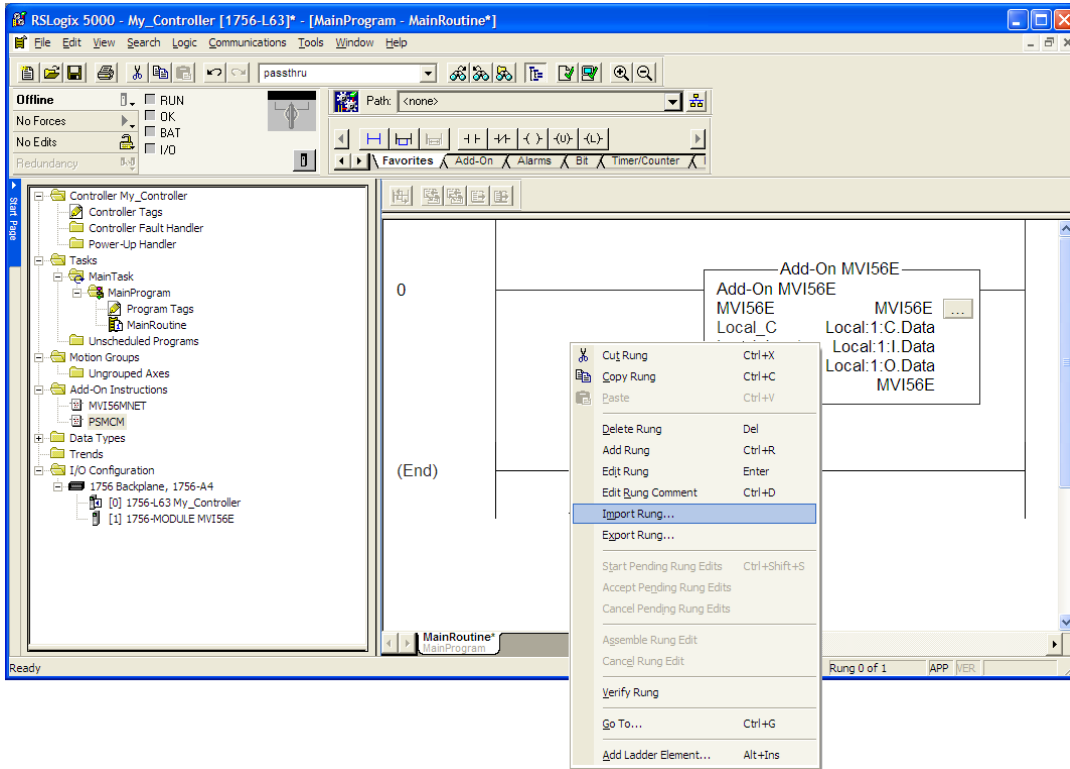 RSLogix 5000 - My_Controller [1756-L63]* - [MainProgram - MainRoutine*]
File Edit View Search Logic Communications Tools Window Help
passthru
Offline
RUN
Path: <none>
No Forces
OK
No Edits
BAT
Redundancy
I/O
Favorites Add-On Alarms Bit Timer/Counter
Start Page
Controller My_Controller
Controller Tags
Controller Fault Handler
Power-Up Handler
Tasks
MainTask
MainProgram
Program Tags
MainRoutine
Unscheduled Programs
Motion Groups
Ungrouped Axes
Add-On Instructions
MVI56MNET
PSMCM
Data Types
Trends
I/O Configuration
1756 Backplane, 1756-A4
[0] 1756-L63 My_Controller
[1] 1756-MODULE MVI56E
0
Add-On MVI56E
Add-On MVI56E
MVI56E MVI56E ...
Local_C Local:1:C.Data
Local:1:I.Data
Local:1:O.Data
MVI56E
(End)
Cut Rung Ctrl+X
Copy Rung Ctrl+C
Paste Ctrl+V
Delete Rung Del
Add Rung Ctrl+R
Edit Rung Enter
Edit Rung Comment Ctrl+D
Import Rung...
Export Rung...
Start Pending Rung Edits Ctrl+Shift+S
Accept Pending Rung Edits
Cancel Pending Rung Edits
Assemble Rung Edit
Cancel Rung Edit
Verify Rung
Go To... Ctrl+G
Add Ladder Element... Alt+Ins
MainRoutine*
MainProgram
Ready
Rung 0 of 1 APP VER